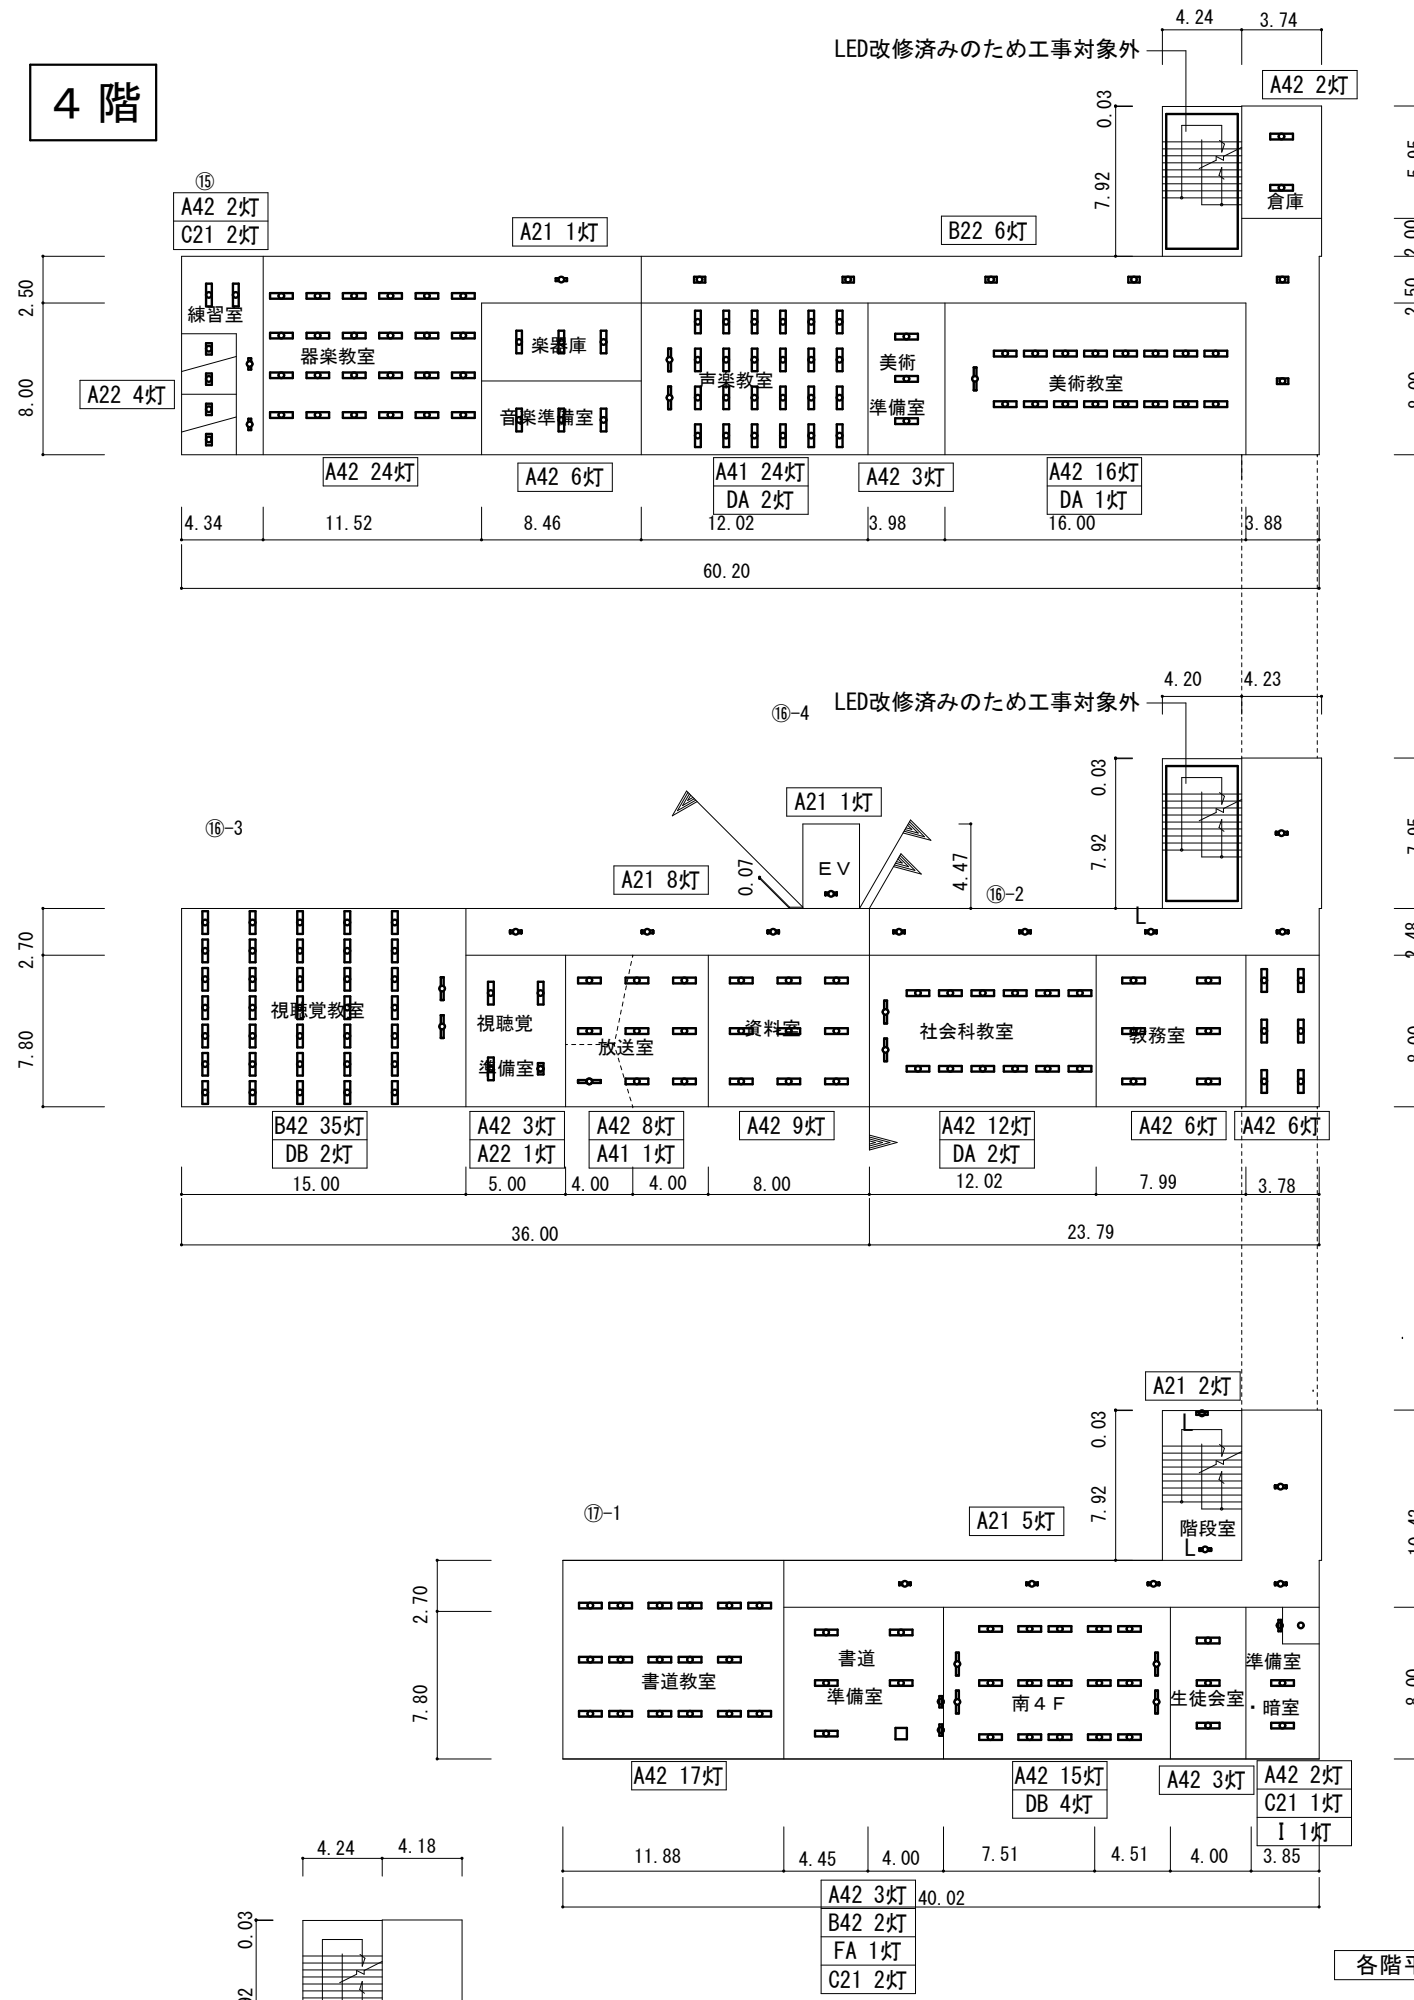 4.24
3.74
LED改修済みのため工事対象外
4 階
A42 2灯
0.03
7.92
倉庫
⑮
A42 2灯
C21 2灯
A21 1灯
B22 6灯
2.50
8.00
練習室
器楽教室
楽器庫
声楽教室
美術
準備室
美術教室
音楽準備室
A22 4灯
A42 24灯
A42 6灯
A41 24灯
DA 2灯
A42 3灯
A42 16灯
DA 1灯
4.34
11.52
8.46
12.02
3.98
16.00
3.88
60.20
4.20
4.23
LED改修済みのため工事対象外
⑯-4
0.03
7.92
A21 1灯
⑯-3
EV
4.47
A21 8灯
0.07
⑯-2
L
2.70
7.80
視聴覚教室
視聴覚
準備室
放送室
資料室
社会科教室
教務室
B42 35灯
DB 2灯
A42 3灯
A22 1灯
A42 8灯
A41 1灯
A42 9灯
A42 12灯
DA 2灯
A42 6灯
A42 6灯
15.00
5.00
4.00
4.00
8.00
12.02
7.99
3.78
36.00
23.79
A21 2灯
0.03
7.92
L
階段室
L
⑰-1
A21 5灯
2.70
7.80
書道教室
書道
準備室
南4F
生徒会室
準備室
・暗室
A42 17灯
A42 15灯
DB 4灯
A42 3灯
A42 2灯
C21 1灯
I 1灯
11.88
4.45
4.00
7.51
4.51
4.00
3.85
40.02
A42 3灯
B42 2灯
FA 1灯
C21 2灯
4.24
4.18
0.03
各階